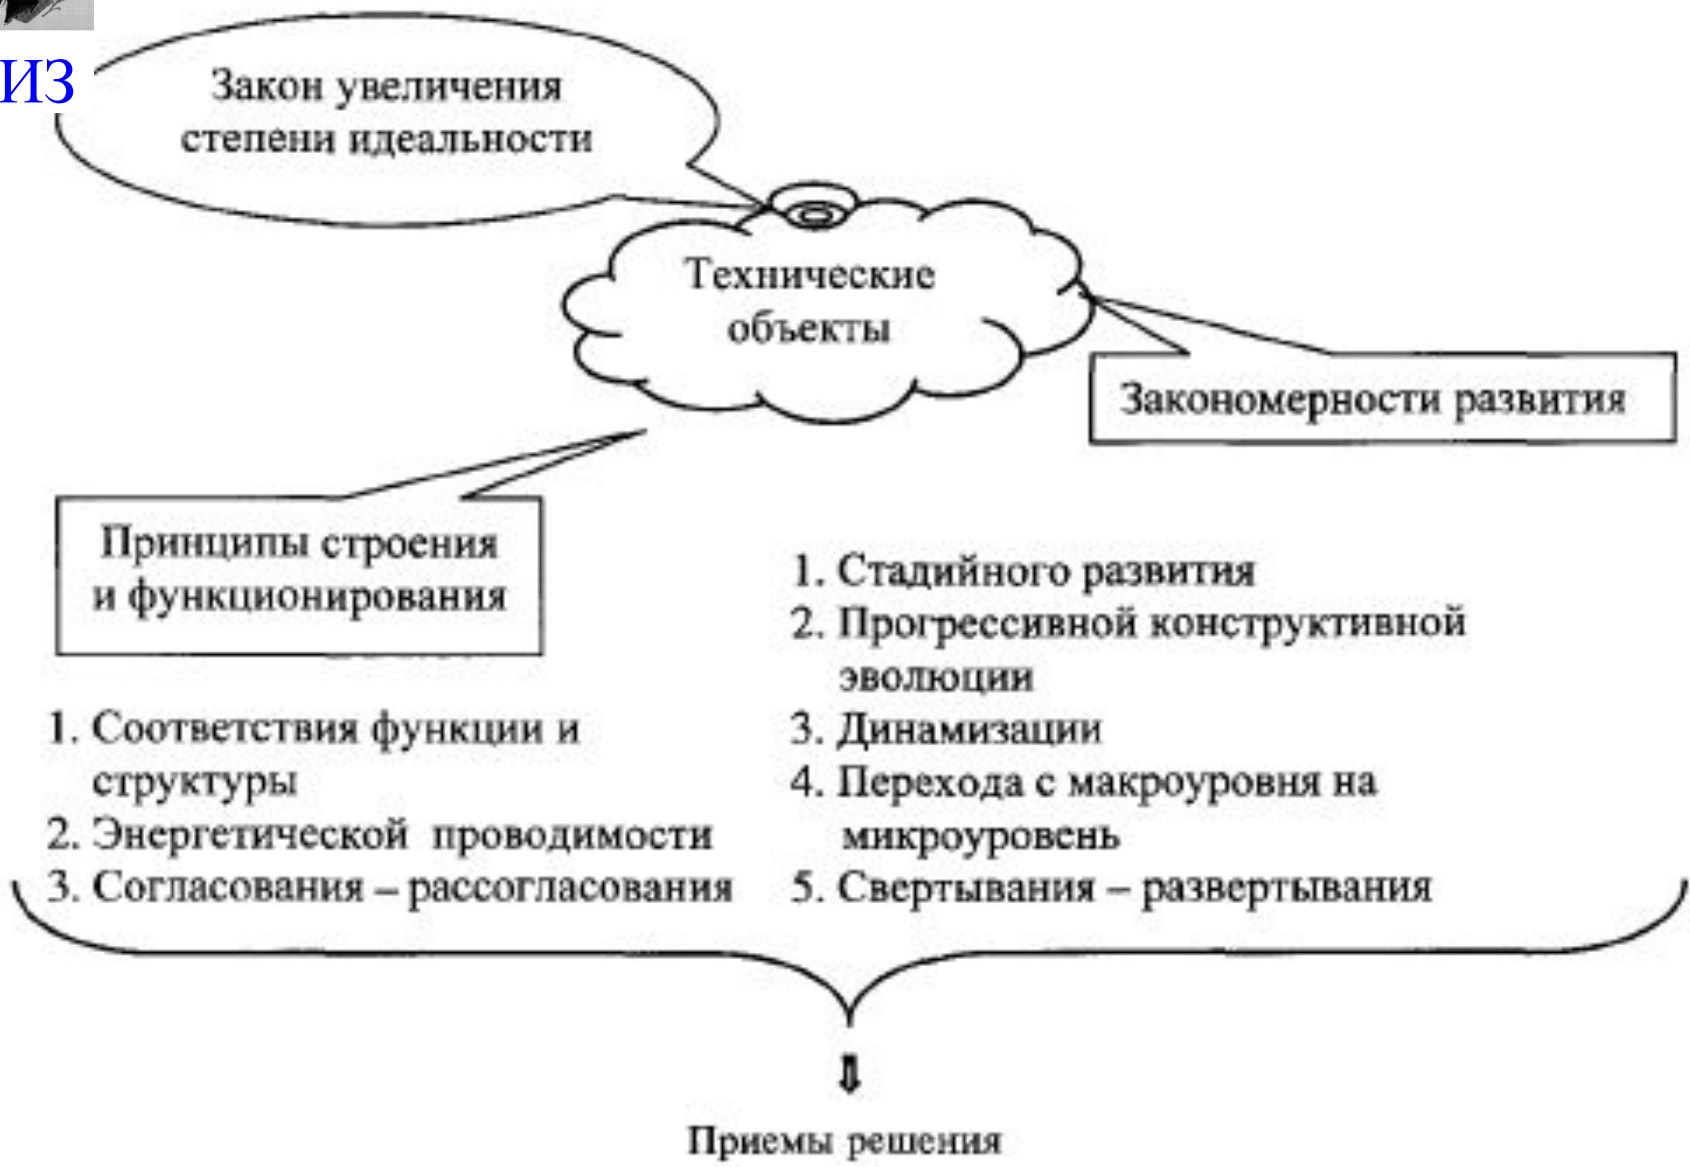 ИЗ
Закон увеличения
степени идеальности
Технические
объекты
Закономерности развития
Принципы строения
и функционирования
1. Соответствия функции и
структуры
2. Энергетической проводимости
3. Согласования – рассогласования
1. Стадийного развития
2. Прогрессивной конструктивной
эволюции
3. Динамизации
4. Перехода с макроуровня на
микроуровень
5. Свертывания – развертывания
Приемы решения